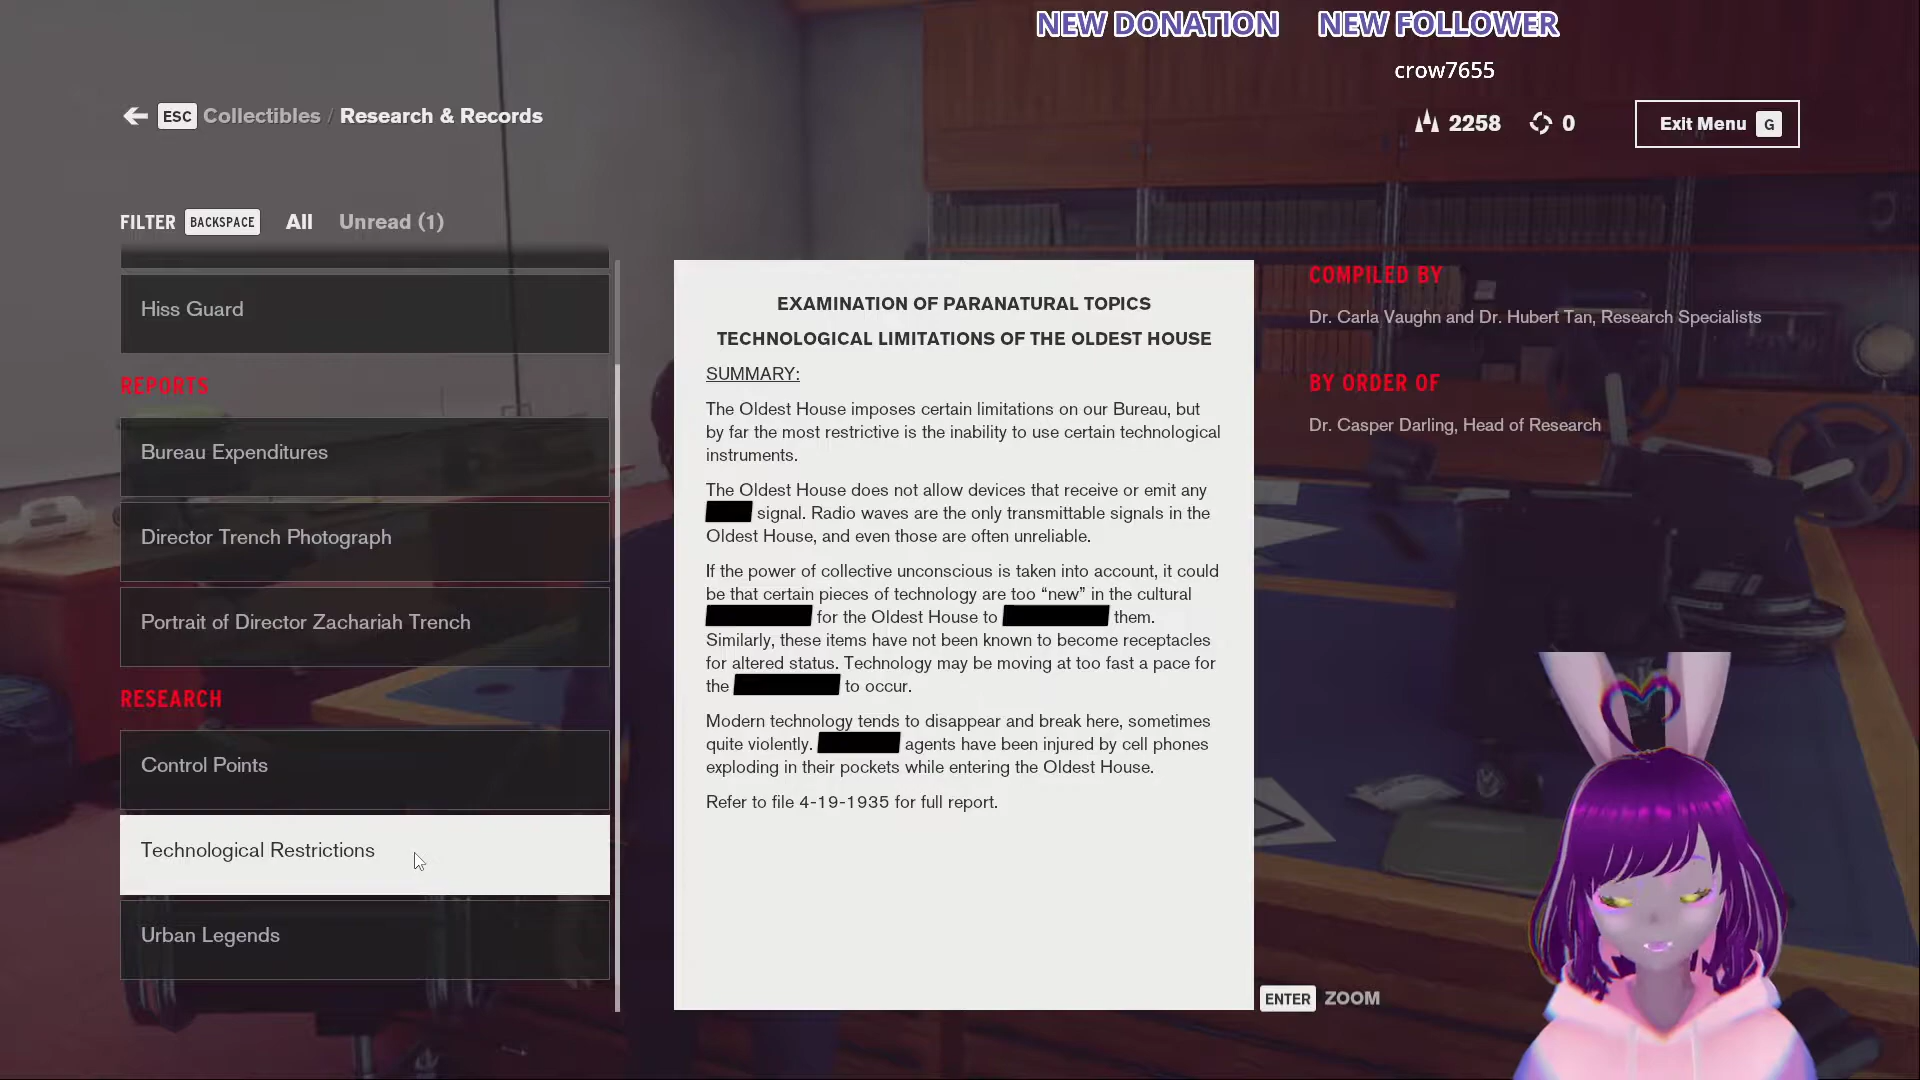 NEW DONATION NEW FOLLOWER
crow7655
ESC Collectibles / Research & Records
2258 0 Exit Menu G
FILTER BACKSPACE All Unread (1)
Hiss Guard
REPORTS
Bureau Expenditures
Director Trench Photograph
Portrait of Director Zachariah Trench
RESEARCH
Control Points
Technological Restrictions
Urban Legends
EXAMINATION OF PARANATURAL TOPICS
TECHNOLOGICAL LIMITATIONS OF THE OLDEST HOUSE
SUMMARY:
The Oldest House imposes certain limitations on our Bureau, but
by far the most restrictive is the inability to use certain technological
instruments.
The Oldest House does not allow devices that receive or emit any
signal. Radio waves are the only transmittable signals in the
Oldest House, and even those are often unreliable.
If the power of collective unconscious is taken into account, it could
be that certain pieces of technology are too “new” in the cultural
for the Oldest House to them.
Similarly, these items have not been known to become receptacles
for altered status. Technology may be moving at too fast a pace for
the to occur.
Modern technology tends to disappear and break here, sometimes
quite violently. agents have been injured by cell phones
exploding in their pockets while entering the Oldest House.
Refer to file 4-19-1935 for full report.
COMPILED BY
Dr. Carla Vaughn and Dr. Hubert Tan, Research Specialists
BY ORDER OF
Dr. Casper Darling, Head of Research
ENTER ZOOM